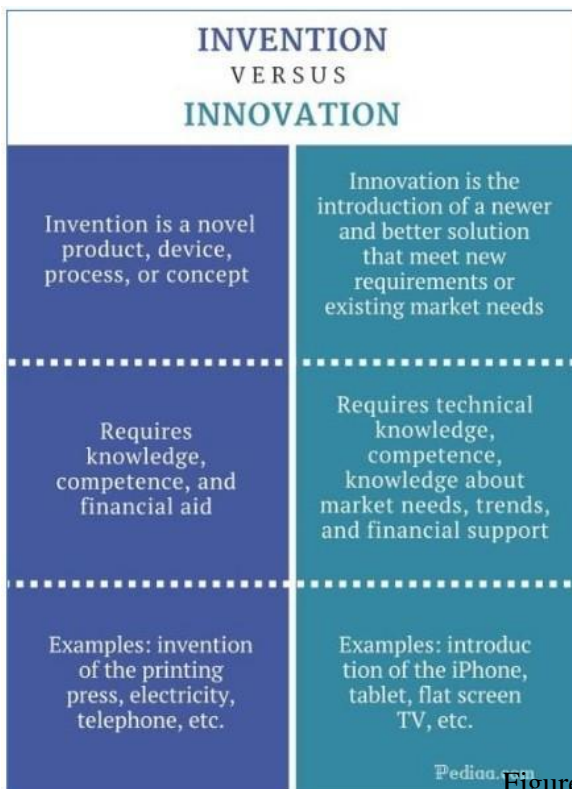 INVENTION
VERSUS
INNOVATION
Invention is a novel
product, device,
process, or concept
Innovation is the
introduction of a newer
and better solution
that meet new
requirements or
existing market needs
Requires
knowledge,
competence, and
financial aid
Requires technical
knowledge,
competence,
knowledge about
market needs, trends,
and financial support
Examples: invention
of the printing
press, electricity,
telephone, etc.
Examples: introduc
tion of the iPhone,
tablet, flat screen
TV, etc.
Pediaa.com
Figure